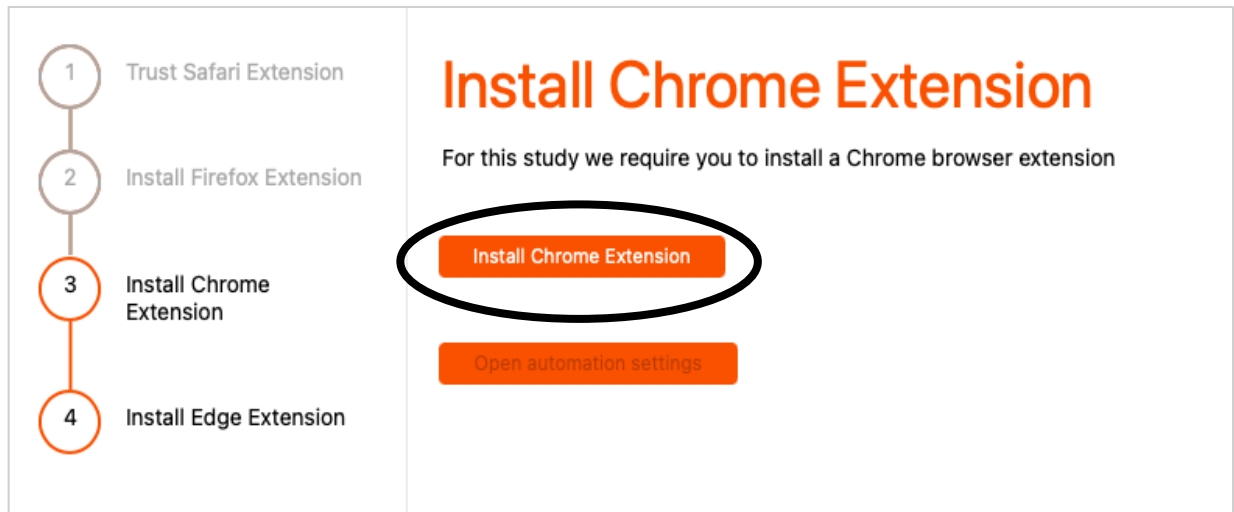 1
Trust Safari Extension
2
Install Firefox Extension
3
Install Chrome
Extension
4
Install Edge Extension
Install Chrome Extension
For this study we require you to install a Chrome browser extension
Install Chrome Extension
Open automation settings